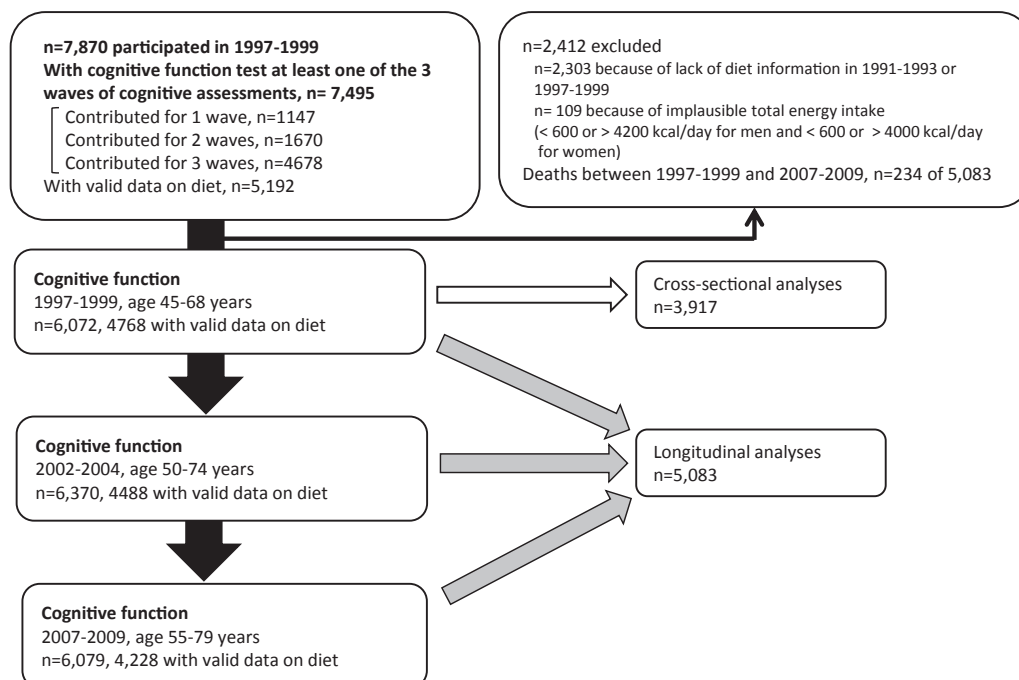 n=7,870 participated in 1997-1999
With cognitive function test at least one of the 3
waves of cognitive assessments, n= 7,495
Contributed for 1 wave, n=1147
Contributed for 2 waves, n=1670
Contributed for 3 waves, n=4678
With valid data on diet, n=5,192
n=2,412 excluded
n=2,303 because of lack of diet information in 1991-1993 or
1997-1999
n= 109 because of implausible total energy intake
(< 600 or > 4200 kcal/day for men and < 600 or > 4000 kcal/day
for women)
Deaths between 1997-1999 and 2007-2009, n=234 of 5,083
Cognitive function
1997-1999, age 45-68 years
n=6,072, 4768 with valid data on diet
Cross-sectional analyses
n=3,917
Cognitive function
2002-2004, age 50-74 years
n=6,370, 4488 with valid data on diet
Longitudinal analyses
n=5,083
Cognitive function
2007-2009, age 55-79 years
n=6,079, 4,228 with valid data on diet